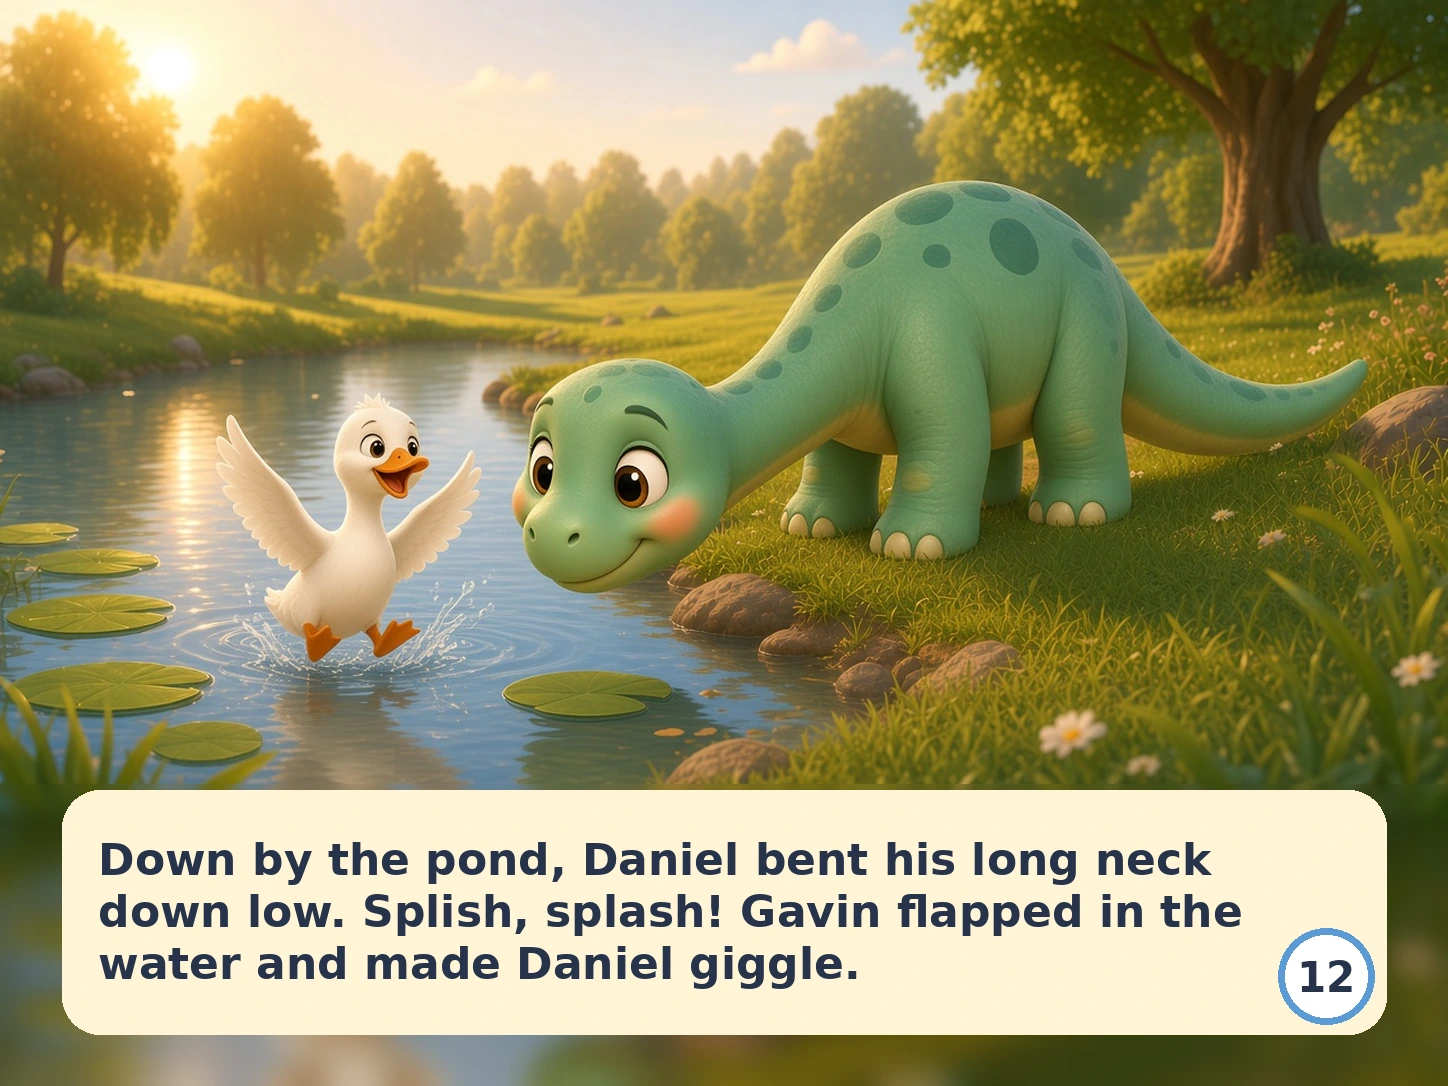 Down by the pond, Daniel bent his long neck
down low. Splish, splash! Gavin flapped in the
water and made Daniel giggle.
12